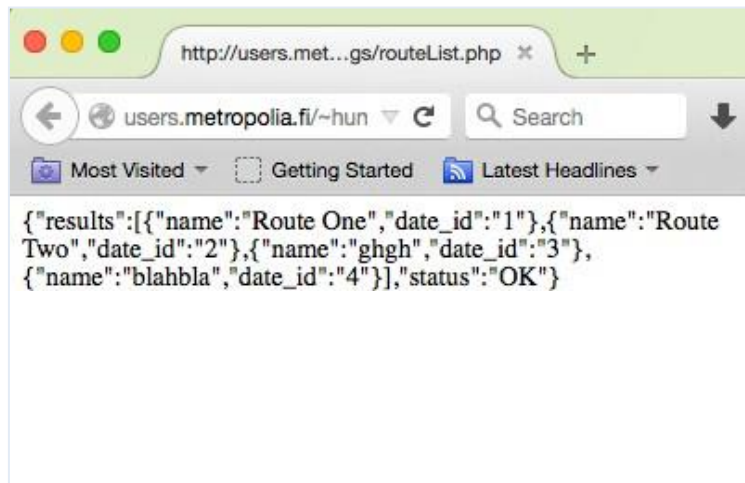 http://users.met...gs/routeList.php
users.metropolia.fi/~hun
Search
Most Visited
Getting Started
Latest Headlines
{"results":[{"name":"Route One","date_id":"1"},{"name":"Route
Two","date_id":"2"},{"name":"ghgh","date_id":"3"},
{"name":"blahbla","date_id":"4"}],"status":"OK"}